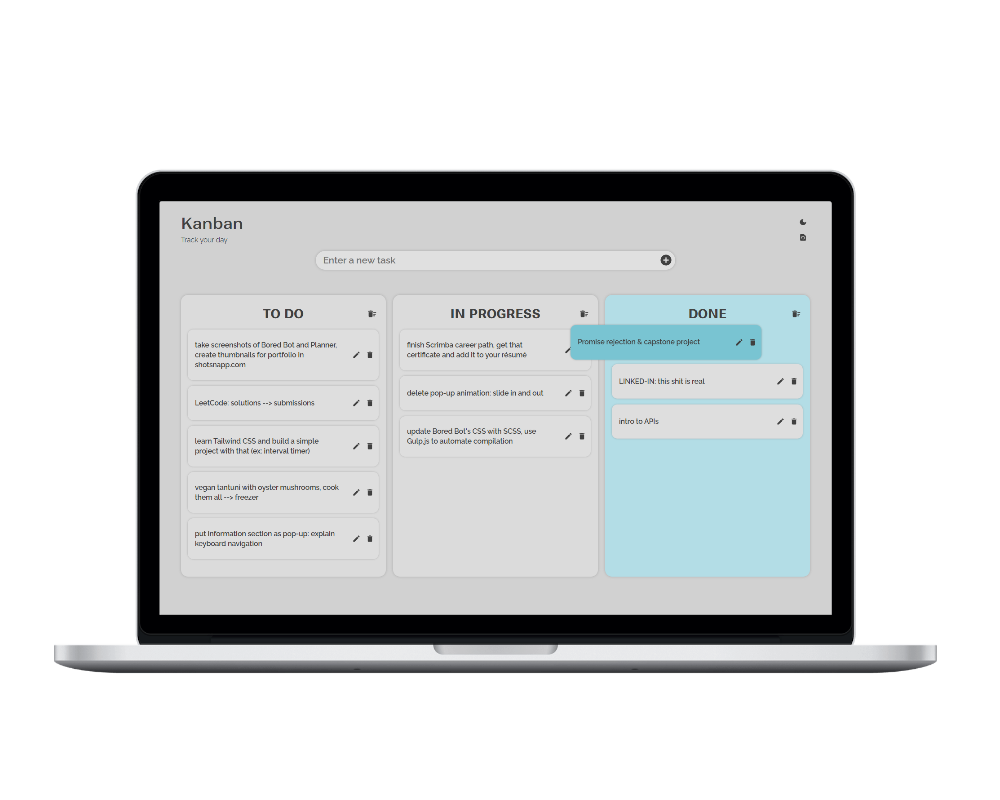 Kanban
Track your day
Enter a new task
TO DO
take screenshots of Bored Bot and Planner,
create thumbnails for portfolio in
shotsnapp.com
LeetCode: solutions --> submissions
learn Tailwind CSS and build a simple
project with that (ex: interval timer)
vegan tantuni with oyster mushrooms, cook
them all --> freezer
put information section as pop-up: explain
keyboard navigation
IN PROGRESS
finish Scrimba career path, get that
certificate and add it to your résumé
delete pop-up animation: slide in and out
update Bored Bot's CSS with SCSS, use
Gulp.js to automate compilation
DONE
Promise rejection & capstone project
LINKED-IN: this shit is real
intro to APIs